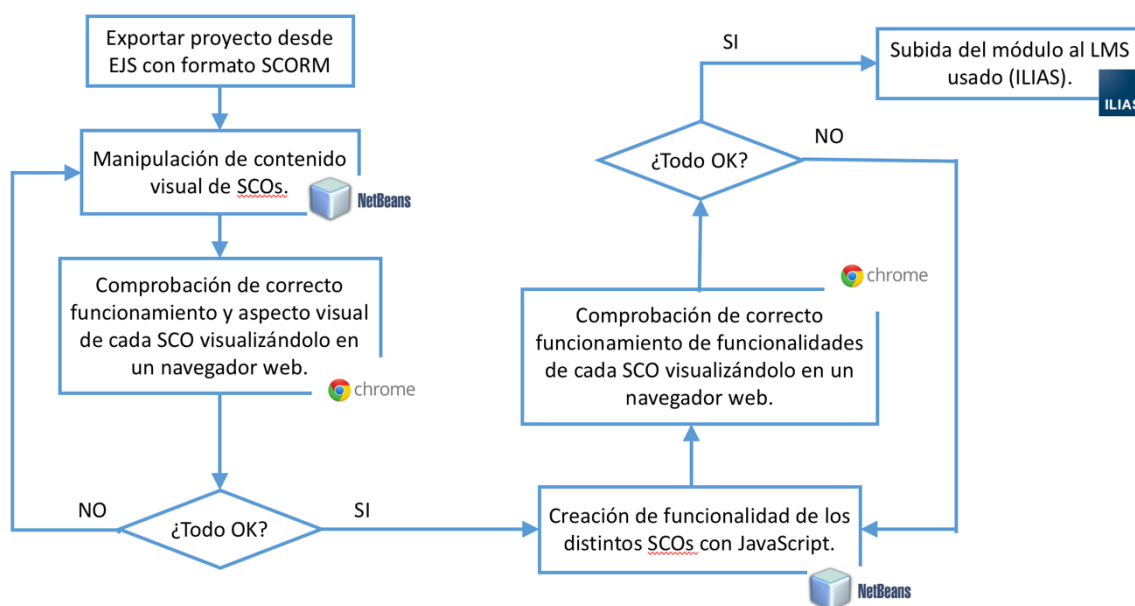 Exportar proyecto desde
EJS con formato SCORM
Manipulación de contenido
visual de SCOs.
NetBeans
Comprobación de correcto
funcionamiento y aspecto visual
de cada SCO visualizándolo en
un navegador web.
chrome
NO
¿Todo OK?
SI
Creación de funcionalidad de los
distintos SCOs con JavaScript.
NetBeans
Comprobación de correcto
funcionamiento de funcionalidades
de cada SCO visualizándolo en un
navegador web.
chrome
¿Todo OK?
NO
SI
Subida del módulo al LMS
usado (ILIAS).
ILIAS